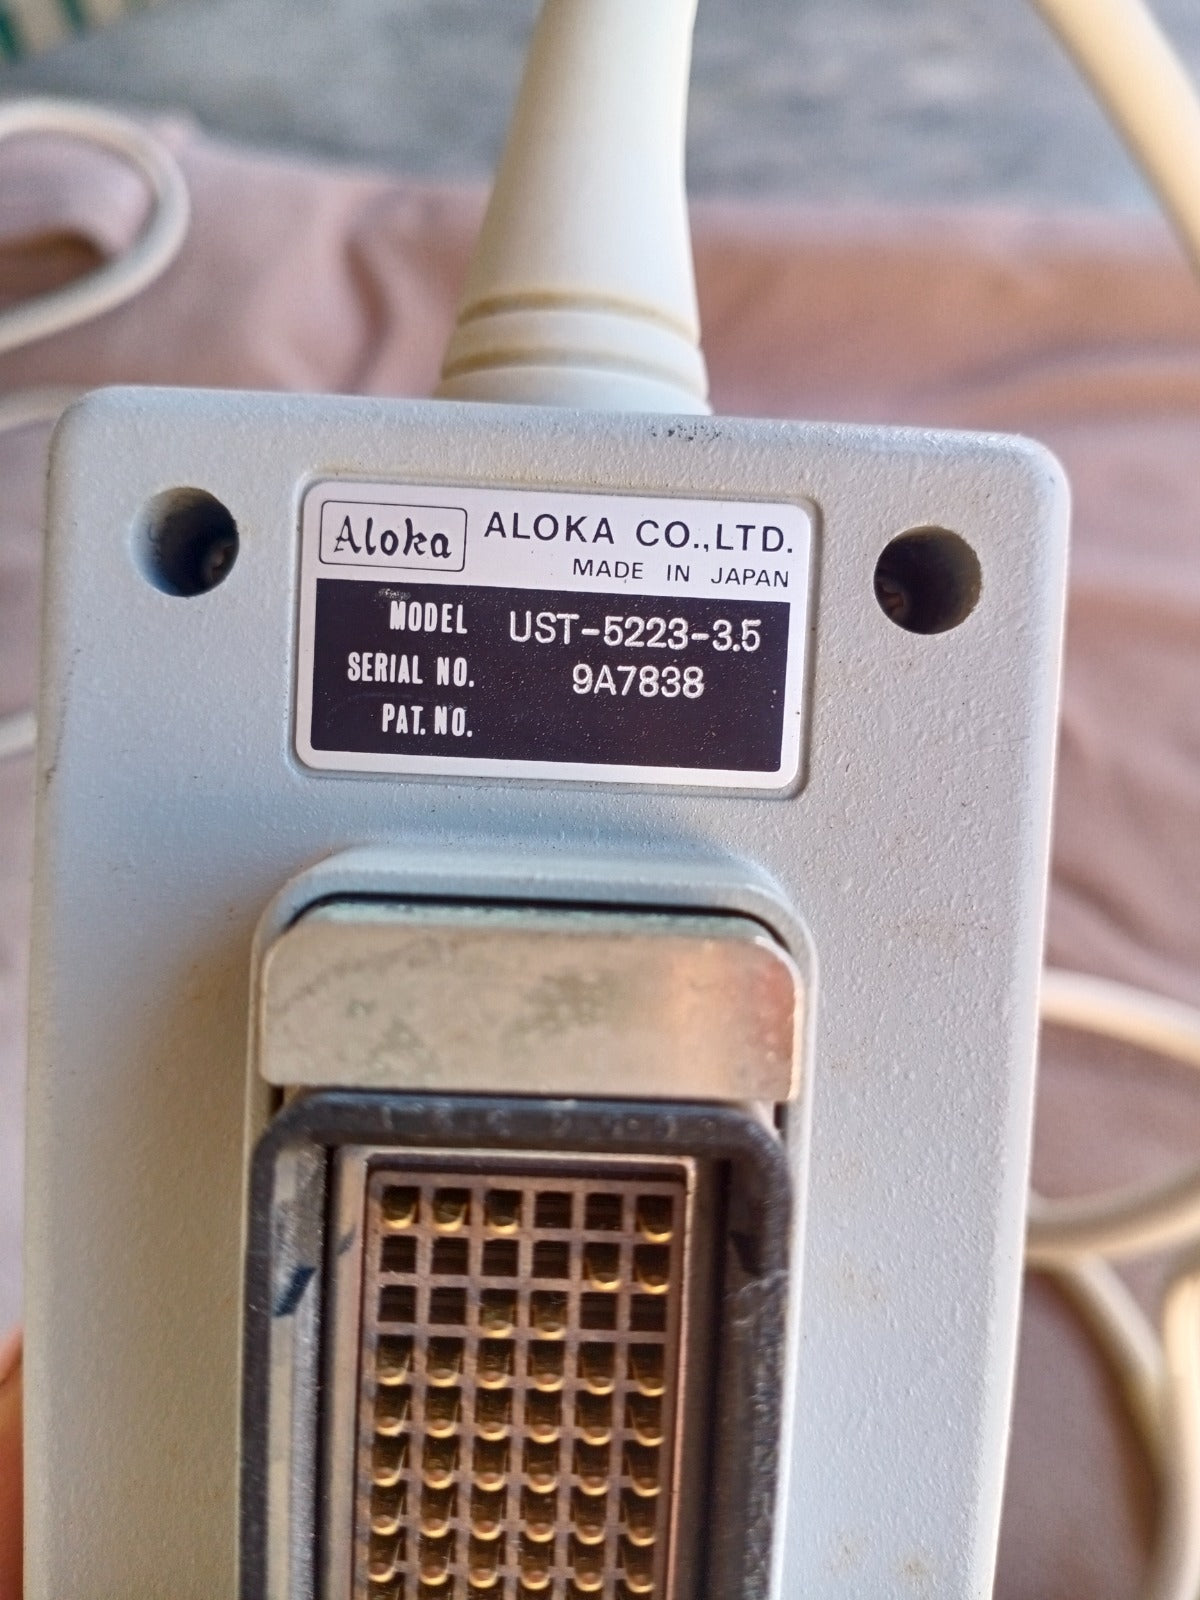 Aloka ALOKA CO.,LTD.
MADE IN JAPAN
MODEL UST-5223-3.5
SERIAL NO. 9A7838
PAT. NO.